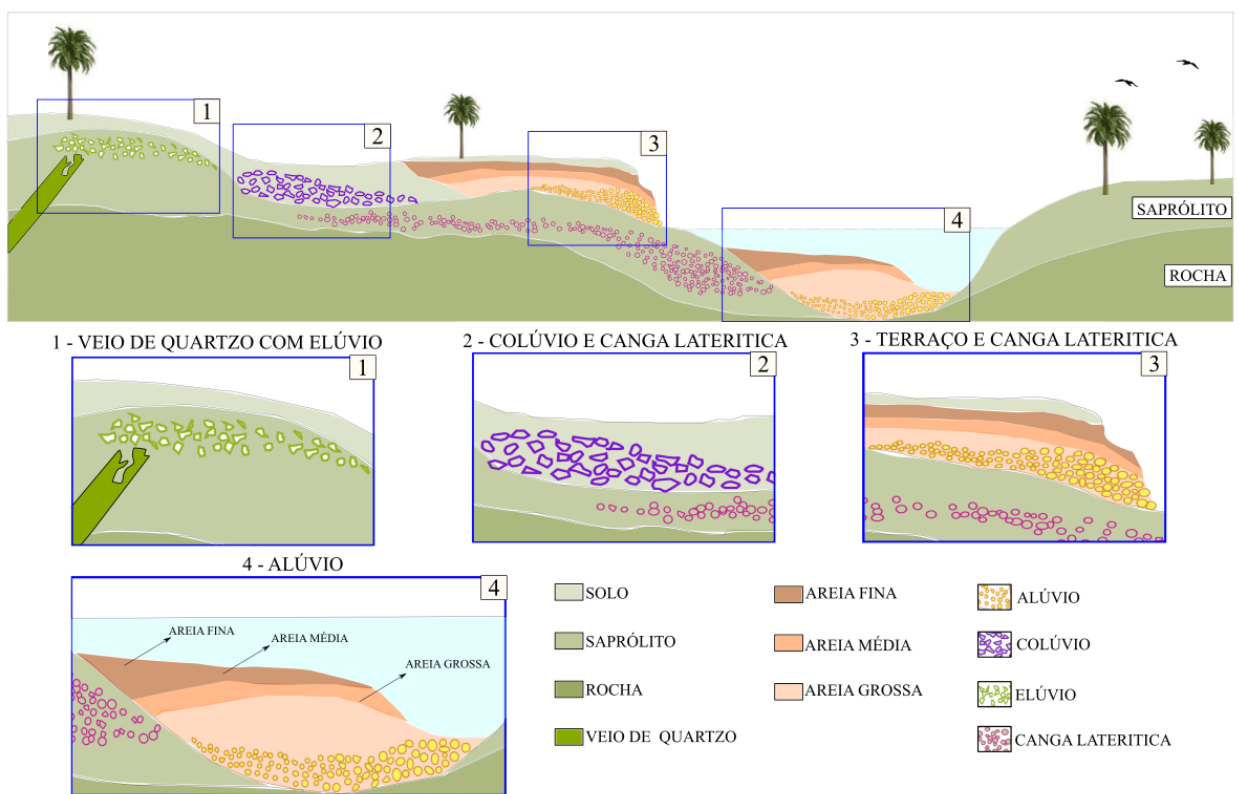 1
2
3
4
SAPRÓLITO
ROCHA
1 - VEIO DE QUARTZO COM ELÚVIO
1
2 - COLÚVIO E CANGA LATERITICA
2
3 - TERRAÇO E CANGA LATERITICA
3
4 - ALÚVIO
4
AREIA FINA
AREIA MÉDIA
AREIA GROSSA
SOLO
SAPRÓLITO
ROCHA
VEIO DE QUARTZO
AREIA FINA
AREIA MÉDIA
AREIA GROSSA
ALÚVIO
COLÚVIO
ELÚVIO
CANGA LATERITICA